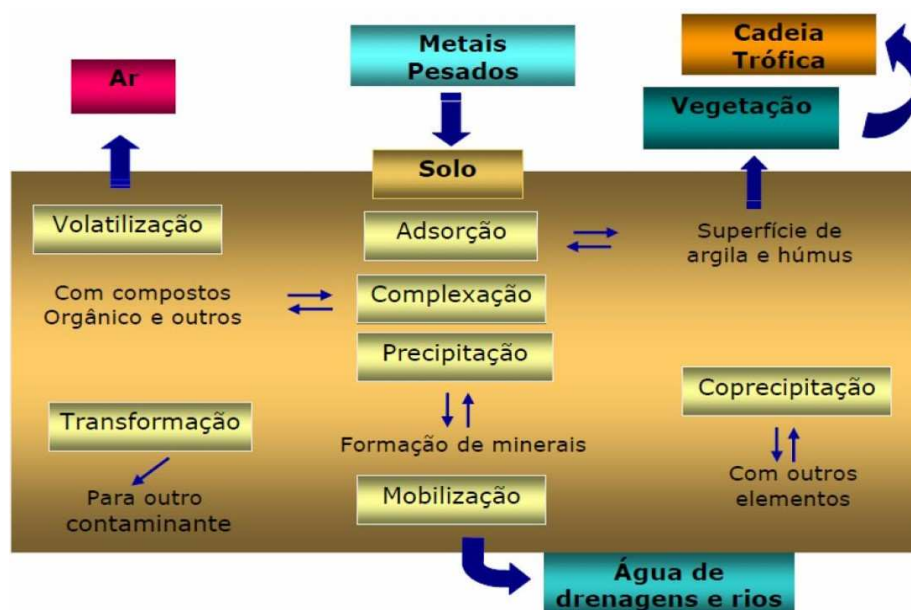 Ar
Metais
Pesados
Cadeia
Trófica
Vegetação
Solo
Volatilização
Adsorção
Superfície de
argila e húmus
Com compostos
Orgânico e outros
Complexação
Precipitação
Coprecipitação
Transformação
Formação de minerais
Com outros
elementos
Para outro
contaminante
Mobilização
Água de
drenagens e rios